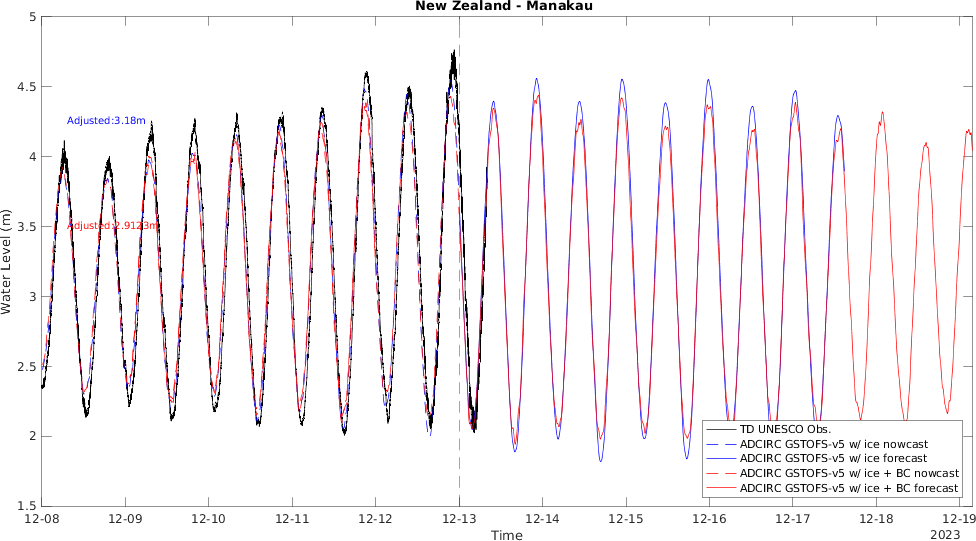 New Zealand - Manakau
5
4.5
4
3.5
3
2.5
2
1.5
Water Level (m)
Adjusted:3.18m
Adjusted:2.9123m
TD UNESCO Obs.
ADCIRC GSTOFS-v5 w/ ice nowcast
ADCIRC GSTOFS-v5 w/ ice forecast
ADCIRC GSTOFS-v5 w/ ice + BC nowcast
ADCIRC GSTOFS-v5 w/ ice + BC forecast
12-08 12-09 12-10 12-11 12-12 12-13 12-14 12-15 12-16 12-17 12-18 12-19
Time
2023